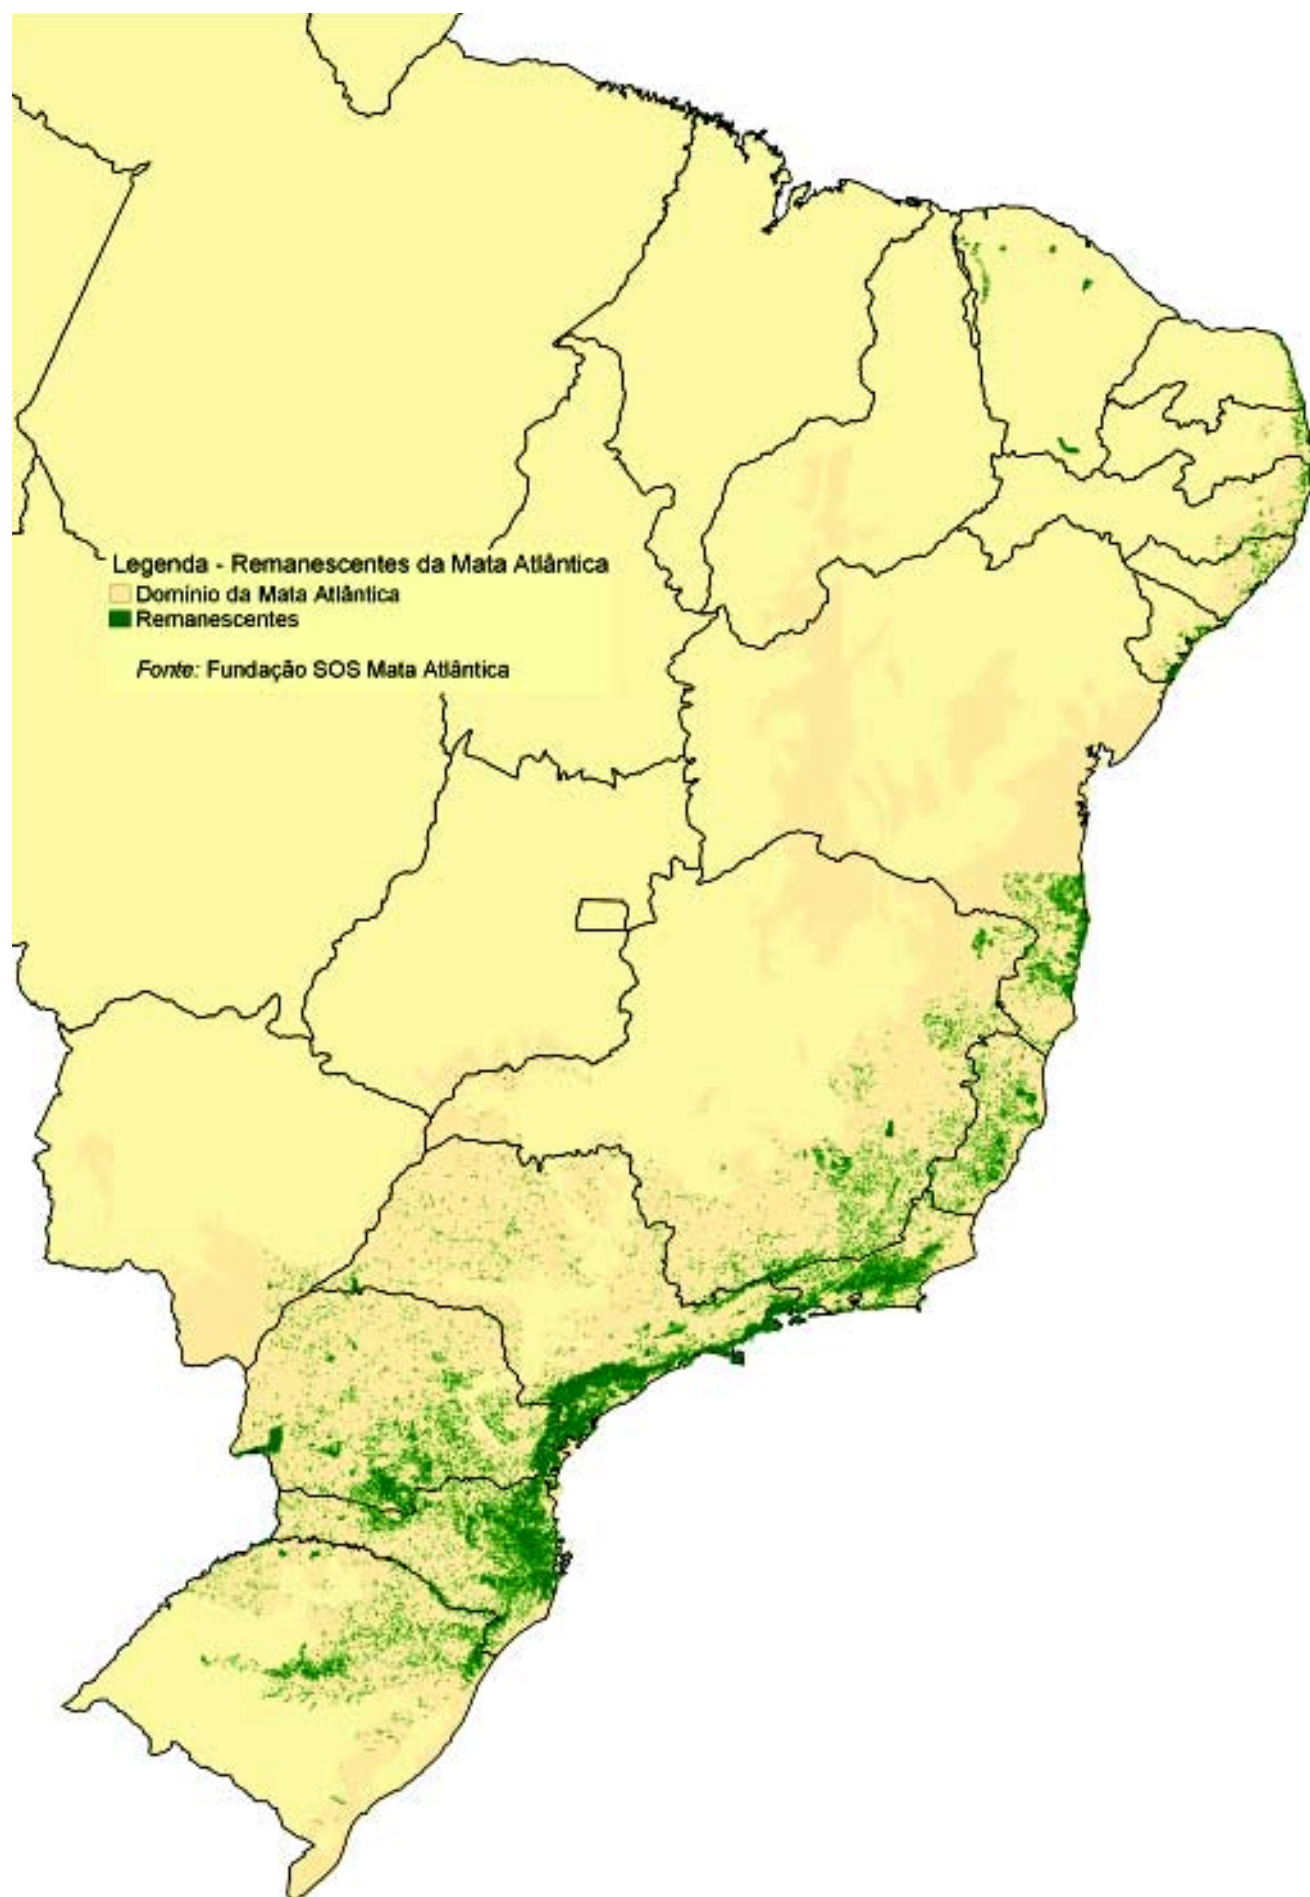 Legenda - Remanescentes da Mata Atlântica
Domínio da Mata Atlântica
Remanescentes
Fonte: Fundação SOS Mata Atlântica